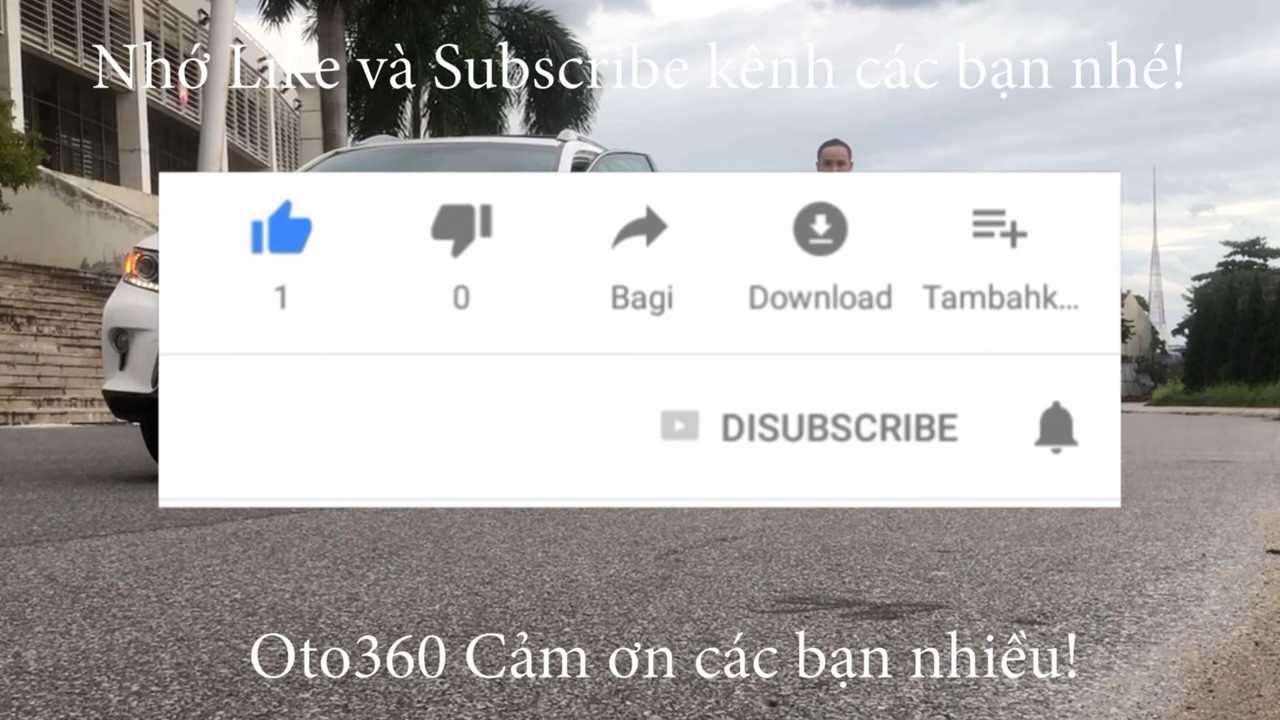 Nhớ Like và Subscribe kênh các bạn nhé!
1 0 Bagi Download Tambahk...
DISUBSCRIBE
Oto360 Cảm ơn các bạn nhiều!